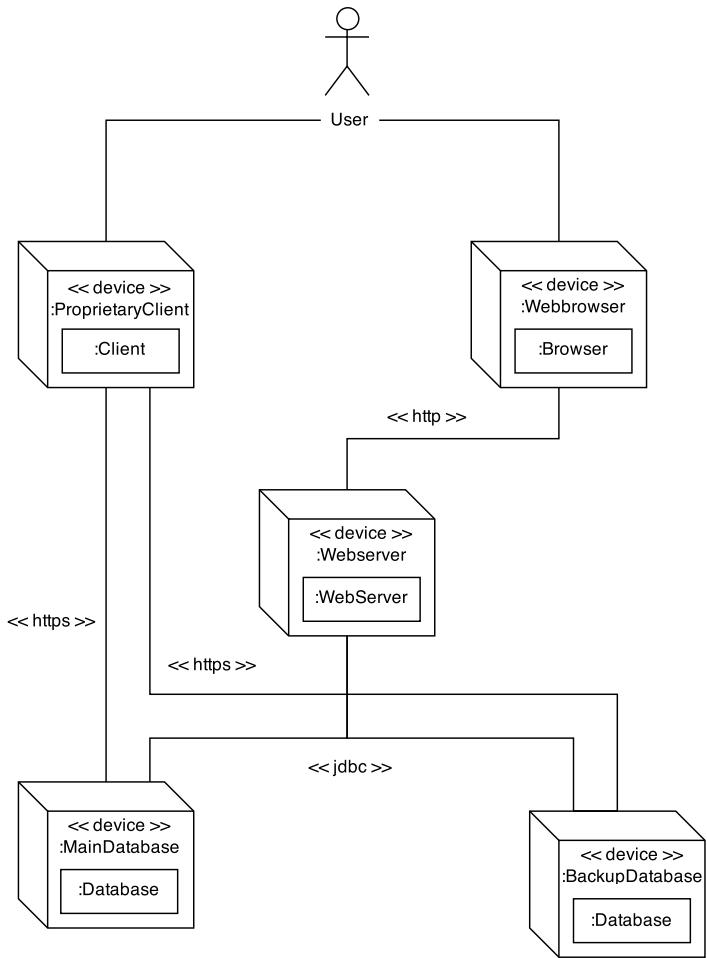 User
<< device >>
:ProprietaryClient
:Client
<< device >>
:Webbrowser
:Browser
<< http >>
<< device >>
:Webserver
:WebServer
<< https >>
<< https >>
<< jdbc >>
<< device >>
:MainDatabase
:Database
<< device >>
:BackupDatabase
:Database